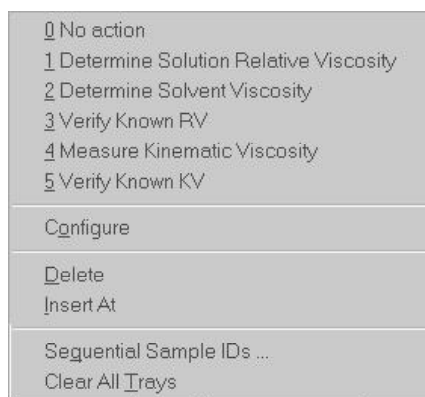 0 No action
1 Determine Solution Relative Viscosity
2 Determine Solvent Viscosity
3 Verify Known RV
4 Measure Kinematic Viscosity
5 Verify Known KV
Configure
Delete
Insert At
Sequential Sample IDs ...
Clear All Trays